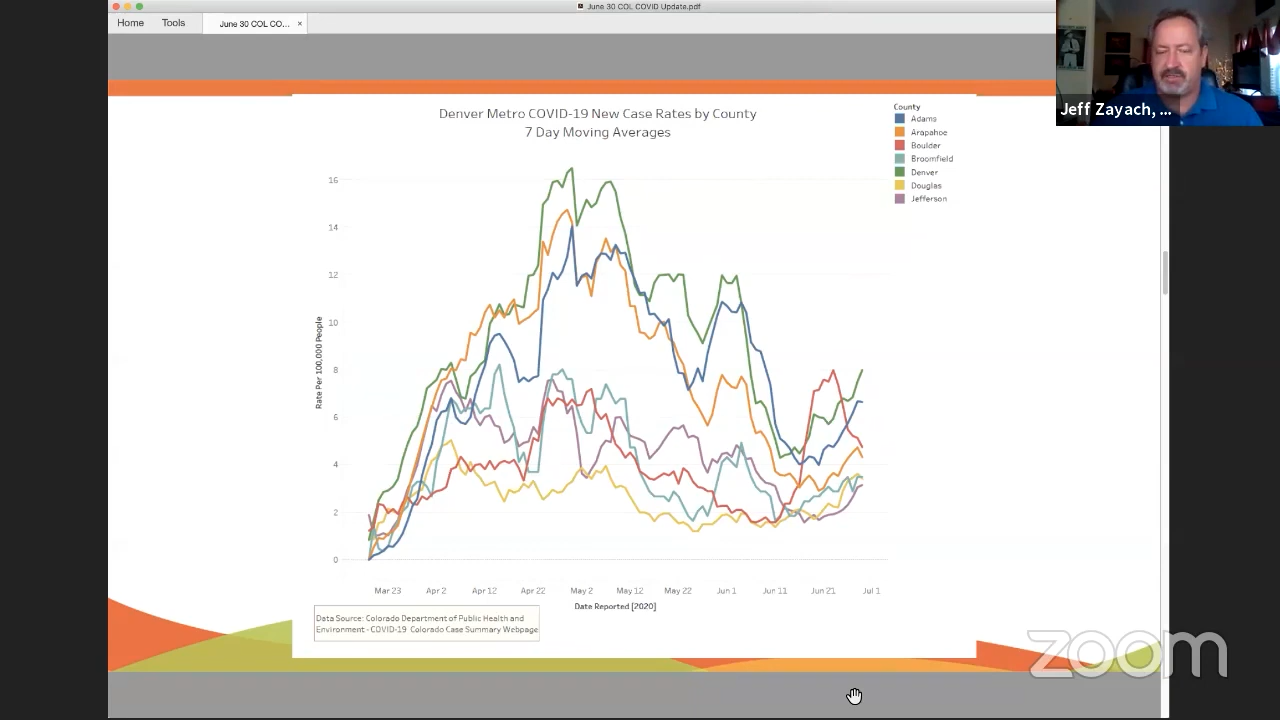 June 30 COL COVID Update.pdf
Home Tools June 30 COL CO... ×
Jeff Zayach, ...
Denver Metro COVID-19 New Case Rates by County
7 Day Moving Averages
County
Adams
Arapahoe
Boulder
Broomfield
Denver
Douglas
Jefferson
Rate Per 100,000 People
16
14
12
10
8
6
4
2
0
Mar 23 Apr 2 Apr 12 Apr 22 May 2 May 12 May 22 Jun 1 Jun 11 Jun 21 Jul 1
Date Reported [2020]
Data Source: Colorado Department of Public Health and
Environment - COVID-19 Colorado Case Summary Webpage
zoom